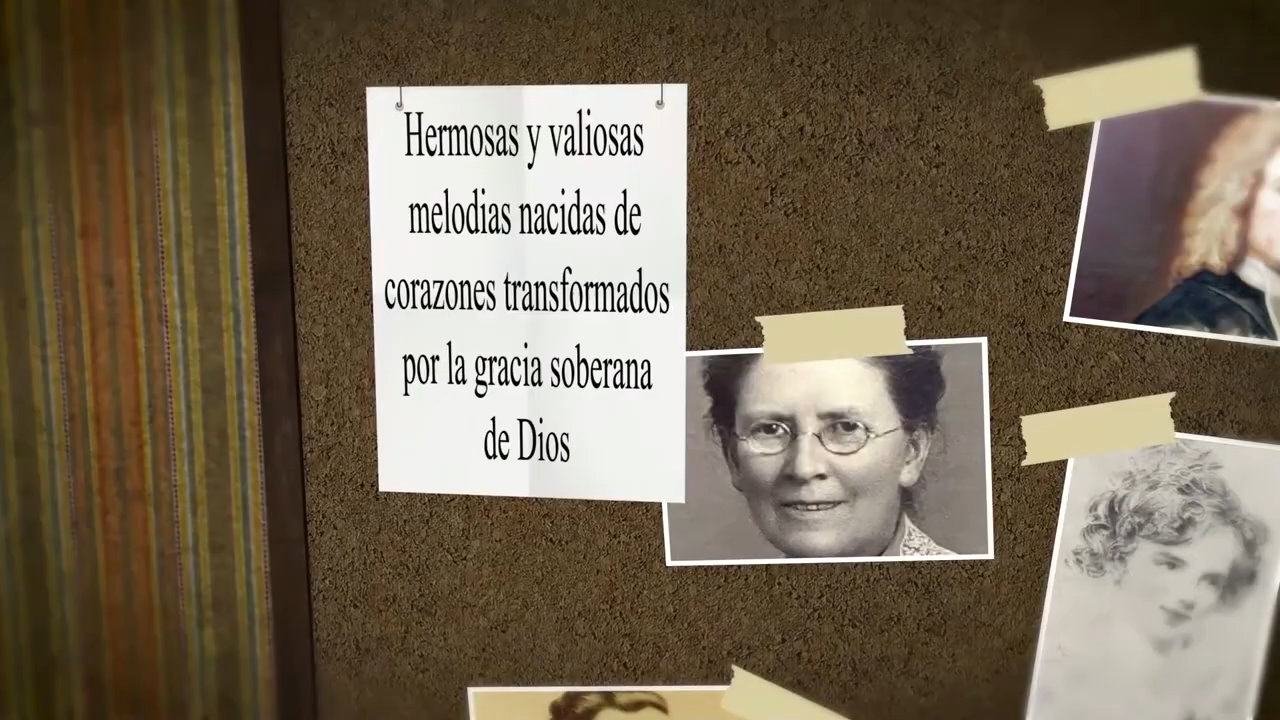 Hermosas y valiosas
melodias nacidas de
corazones transformados
por la gracia soberana
de Dios